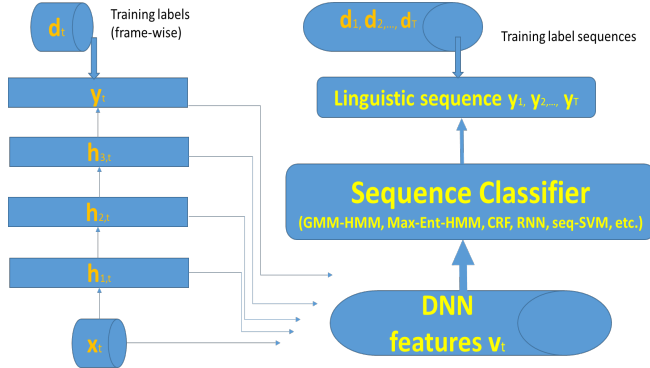 dt
Training labels
(frame-wise)
yt
h3,t
h2,t
h1,t
xt
d1, d2,..., dT
Training label sequences
Linguistic sequence y1, y2,..., yT
Sequence Classifier
(GMM-HMM, Max-Ent-HMM, CRF, RNN, seq-SVM, etc.)
DNN
features vt